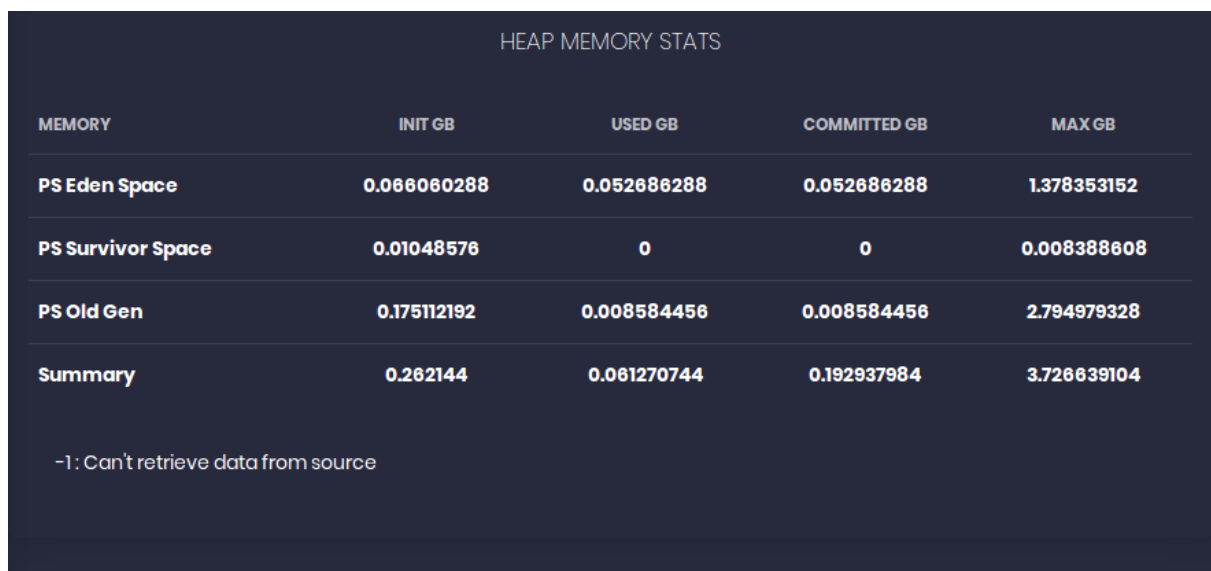 HEAP MEMORY STATS
MEMORY INIT GB USED GB COMMITTED GB MAX GB
PS Eden Space 0.066060288 0.052686288 0.052686288 1.378353152
PS Survivor Space 0.01048576 0 0 0.008388608
PS Old Gen 0.175112192 0.008584456 0.008584456 2.794979328
Summary 0.262144 0.061270744 0.192937984 3.726639104
-1 : Can't retrieve data from source